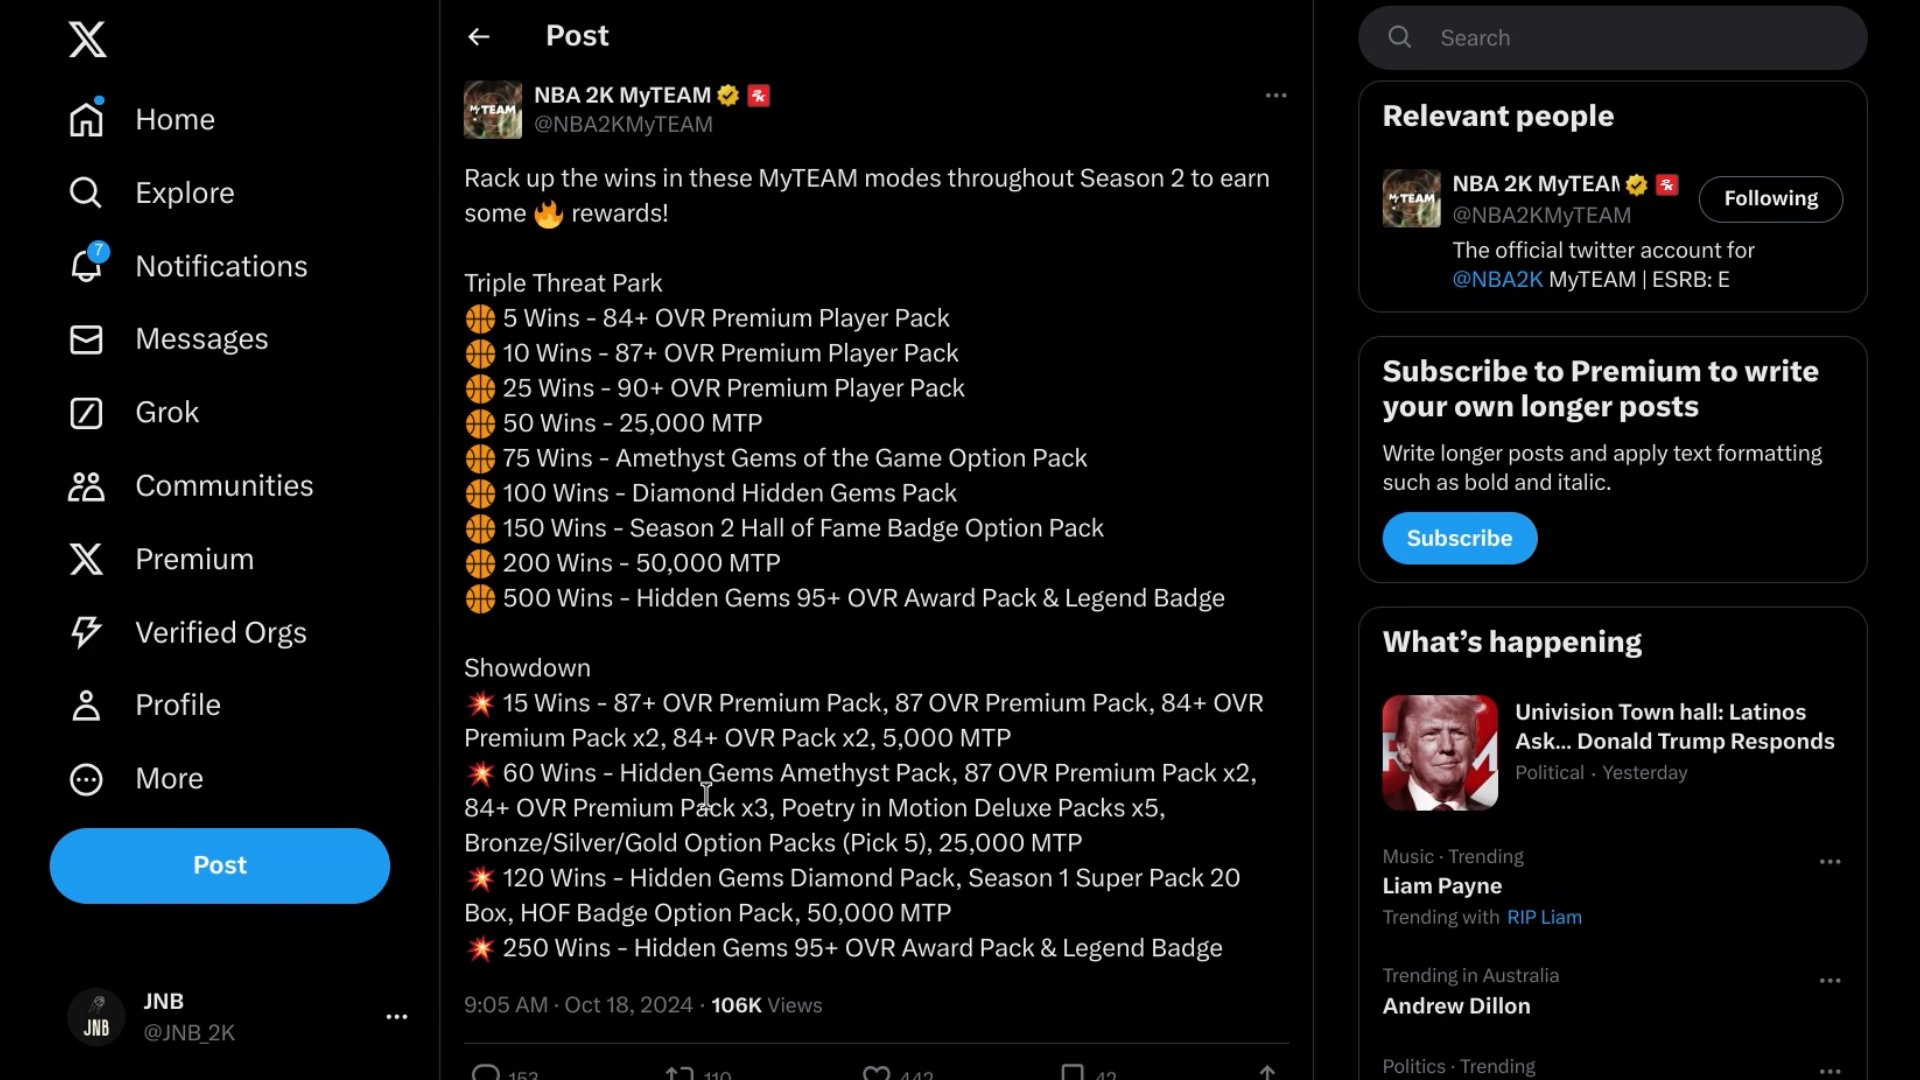 Home
Explore
7
Notifications
Messages
Grok
Communities
Premium
Verified Orgs
Profile
More
Post
JNB
JNB
@JNB_2K
Post
MyTEAM
NBA 2K MyTEAM
@NBA2KMyTEAM
Rack up the wins in these MyTEAM modes throughout Season 2 to earn
some 🔥 rewards!
Triple Threat Park
🏀 5 Wins - 84+ OVR Premium Player Pack
🏀 10 Wins - 87+ OVR Premium Player Pack
🏀 25 Wins - 90+ OVR Premium Player Pack
🏀 50 Wins - 25,000 MTP
🏀 75 Wins - Amethyst Gems of the Game Option Pack
🏀 100 Wins - Diamond Hidden Gems Pack
🏀 150 Wins - Season 2 Hall of Fame Badge Option Pack
🏀 200 Wins - 50,000 MTP
🏀 500 Wins - Hidden Gems 95+ OVR Award Pack & Legend Badge
Showdown
💥 15 Wins - 87+ OVR Premium Pack, 87 OVR Premium Pack, 84+ OVR
Premium Pack x2, 84+ OVR Pack x2, 5,000 MTP
💥 60 Wins - Hidden Gems Amethyst Pack, 87 OVR Premium Pack x2,
84+ OVR Premium Pack x3, Poetry in Motion Deluxe Packs x5,
Bronze/Silver/Gold Option Packs (Pick 5), 25,000 MTP
💥 120 Wins - Hidden Gems Diamond Pack, Season 1 Super Pack 20
Box, HOF Badge Option Pack, 50,000 MTP
💥 250 Wins - Hidden Gems 95+ OVR Award Pack & Legend Badge
9:05 AM · Oct 18, 2024 · 106K Views
153 110 442 42
Search
Relevant people
MyTEAM
NBA 2K MyTEAM
@NBA2KMyTEAM
Following
The official twitter account for
@NBA2K MyTEAM | ESRB: E
Subscribe to Premium to write
your own longer posts
Write longer posts and apply text formatting
such as bold and italic.
Subscribe
What's happening
Univision Town hall: Latinos
Ask... Donald Trump Responds
Political · Yesterday
Music · Trending
Liam Payne
Trending with RIP Liam
Trending in Australia
Andrew Dillon
Politics · Trending